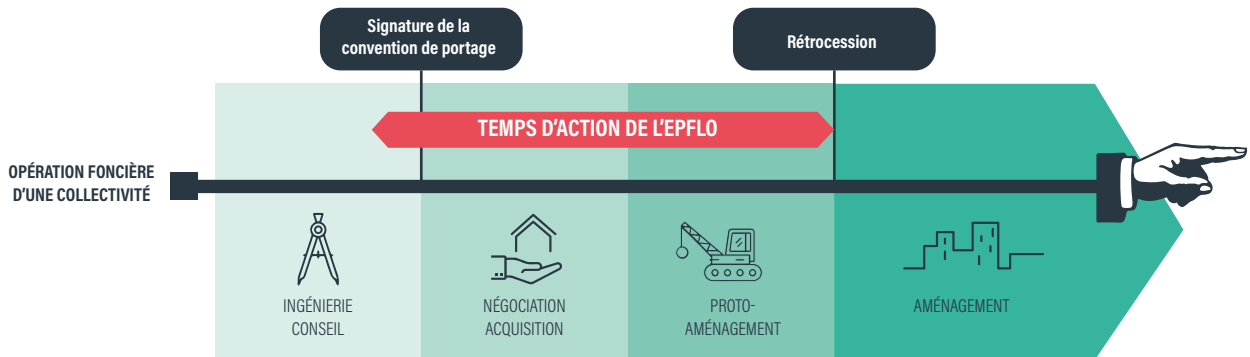 Signature de la
convention de portage
Rétrocession
TEMPS D'ACTION DE L'EPFLO
OPÉRATION FONCIÈRE
D'UNE COLLECTIVITÉ
INGÉNIERIE
CONSEIL
NÉGOCIATION
ACQUISITION
PROTO-
AMÉNAGEMENT
AMÉNAGEMENT